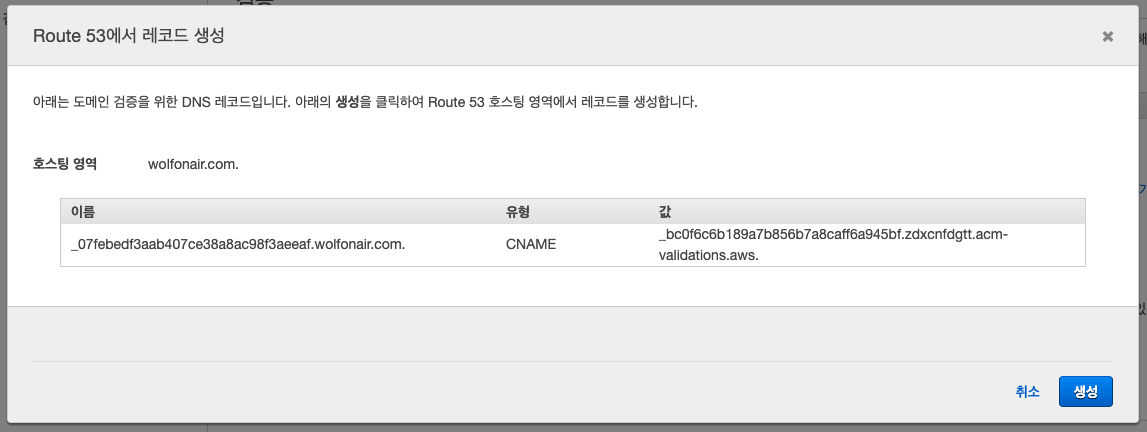 Route 53에서 레코드 생성
아래는 도메인 검증을 위한 DNS 레코드입니다. 아래의 생성을 클릭하여 Route 53 호스팅 영역에서 레코드를 생성합니다.
호스팅 영역 wolfonair.com.
이름 유형 값
_07febedf3aab407ce38a8ac98f3aeeaf.wolfonair.com. CNAME _bc0f6c6b189a7b856b7a8caff6a945bf.zdxcnfdgtt.acm-
validations.aws.
취소 생성